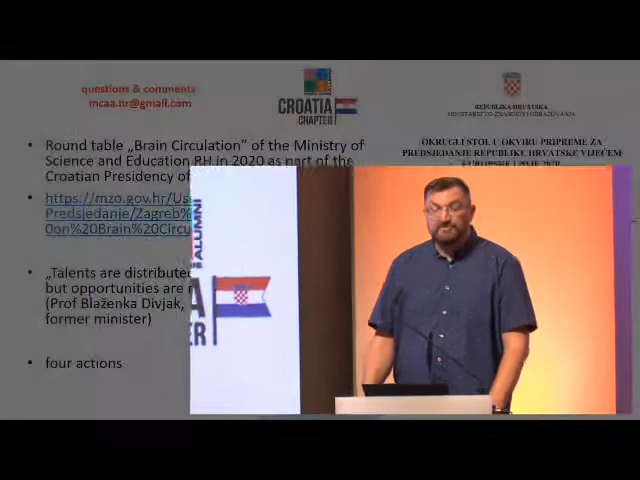 questions & comments
mcaa.hr@gmail.com
CROATIA
CHAPTER
REPUBLIKA HRVATSKA
MINISTARSTVO ZNANOSTI I OBRAZOVANJA
• Round table „Brain Circulation” of the Ministry of
Science and Education RH in 2020 as part of the
Croatian Presidency of
OKRUGLI STOL U OKVIRU PRIPREME ZA
PREDSJEDANJE REPUBLIKE HRVATSKE VIJEĆEM
• https://mzo.gov.hr/Us
Predsjedanje/Zagreb%
0on%20Brain%20Circu
• „Talents are distributed
but opportunities are
(Prof Blaženka Divjak,
former minister)
• four actions
ALUMNI
A
ER